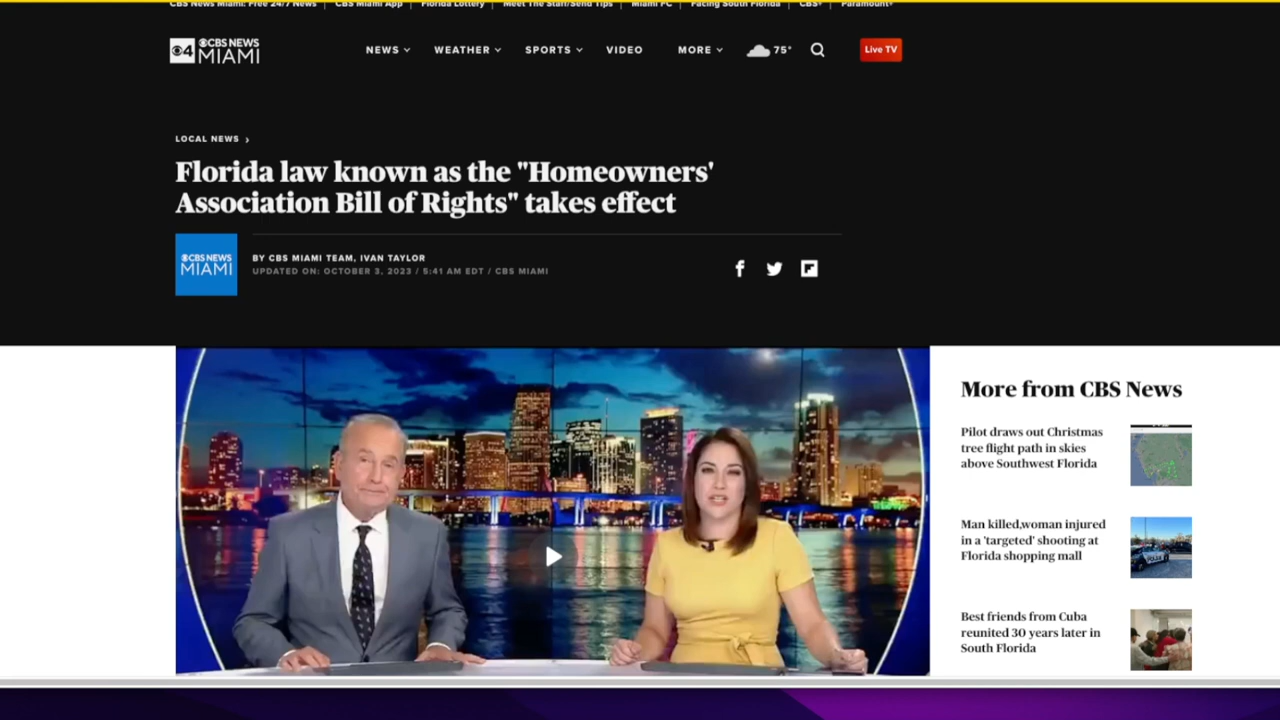 CBS News Miami: Free 24/7 News | CBS Miami App | Florida Lottery | Meet The Staff/Send Tips | Miami FC | Facing South Florida | CBS+ | Paramount+
4 CBS NEWS MIAMI
NEWS WEATHER SPORTS VIDEO MORE 75° Live TV
LOCAL NEWS ›
Florida law known as the "Homeowners'
Association Bill of Rights" takes effect
CBS NEWS
MIAMI
BY CBS MIAMI TEAM, IVAN TAYLOR
UPDATED ON: OCTOBER 3, 2023 / 5:41 AM EDT / CBS MIAMI
More from CBS News
Pilot draws out Christmas
tree flight path in skies
above Southwest Florida
Man killed,woman injured
in a 'targeted' shooting at
Florida shopping mall
Best friends from Cuba
reunited 30 years later in
South Florida